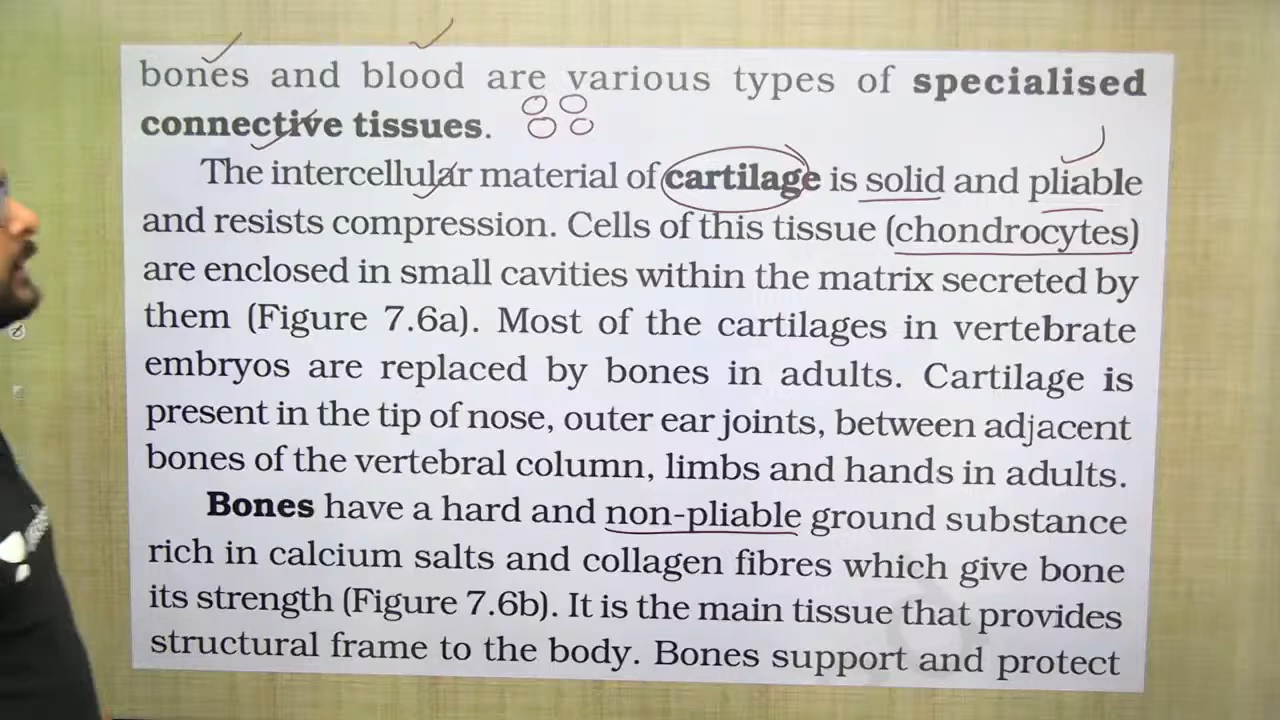 bones and blood are various types of specialised
connective tissues.
The intercellular material of cartilage is solid and pliable
and resists compression. Cells of this tissue (chondrocytes)
are enclosed in small cavities within the matrix secreted by
them (Figure 7.6a). Most of the cartilages in vertebrate
embryos are replaced by bones in adults. Cartilage is
present in the tip of nose, outer ear joints, between adjacent
bones of the vertebral column, limbs and hands in adults.
Bones have a hard and non-pliable ground substance
rich in calcium salts and collagen fibres which give bone
its strength (Figure 7.6b). It is the main tissue that provides
structural frame to the body. Bones support and protect